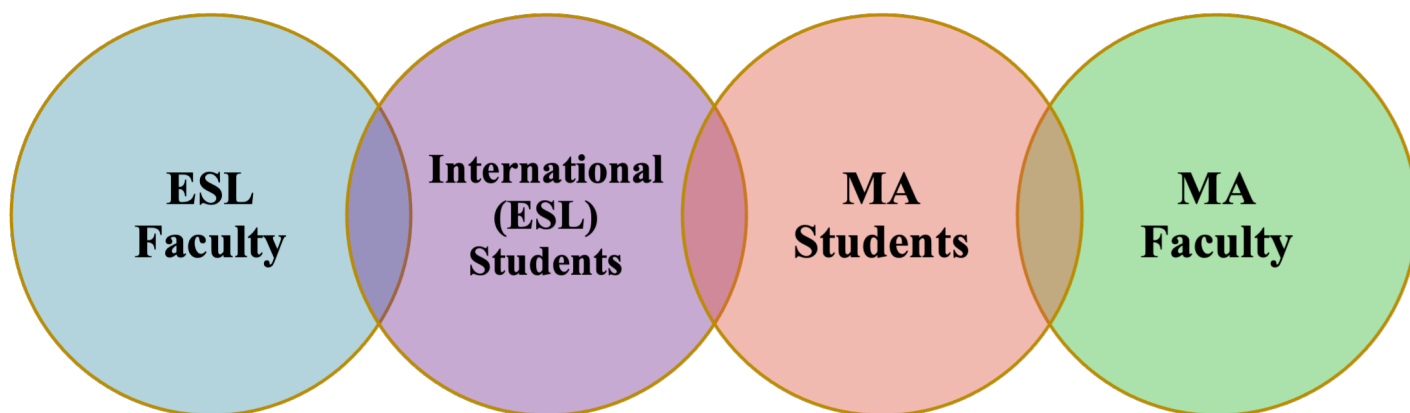 ESL
Faculty
International
(ESL)
Students
MA
Students
MA
Faculty